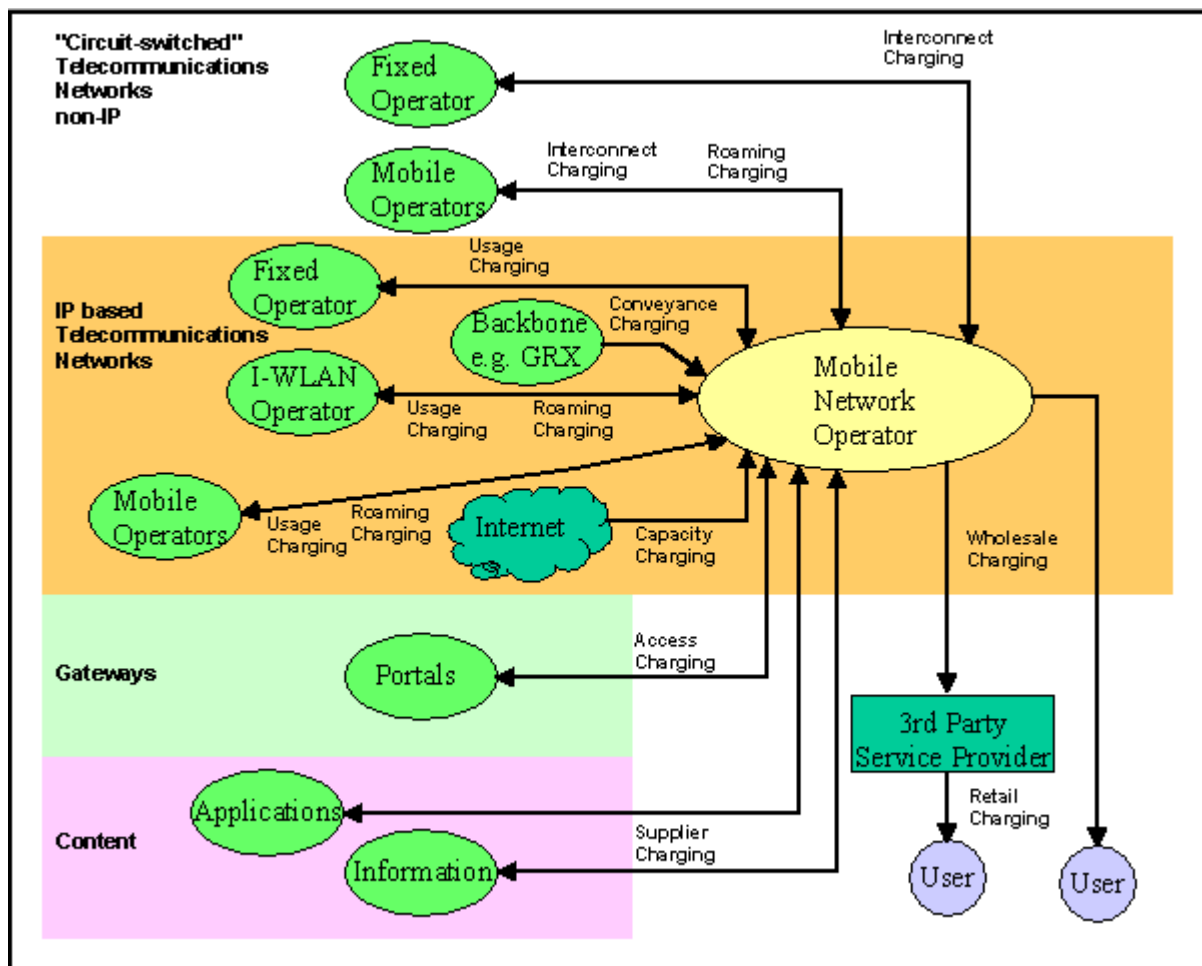 "Circuit-switched"
Telecommunications
Networks
non-IP
Fixed
Operator
Interconnect
Charging
Mobile
Operators
Interconnect
Charging
Roaming
Charging
IP based
Telecommunications
Networks
Fixed
Operator
Usage
Charging
Backbone
e.g. GRX
Conveyance
Charging
I-WLAN
Operator
Usage
Charging
Roaming
Charging
Mobile
Network
Operator
Mobile
Operators
Usage
Charging
Roaming
Charging
Internet
Capacity
Charging
Wholesale
Charging
Gateways
Portals
Access
Charging
3rd Party
Service Provider
Content
Applications
Information
Supplier
Charging
Retail
Charging
User
User